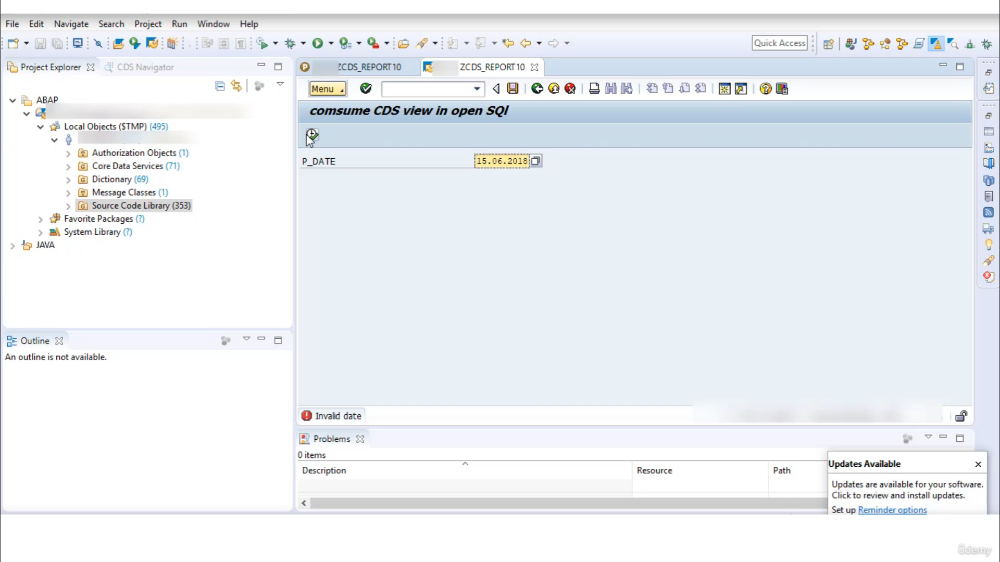 File Edit Navigate Search Project Run Window Help
Quick Access
Project Explorer CDS Navigator
ZCDS_REPORT10 ZCDS_REPORT10
Menu
ABAP
Local Objects ($TMP) (495)
Authorization Objects (1)
Core Data Services (71)
Dictionary (69)
Message Classes (1)
Source Code Library (353)
Favorite Packages (?)
System Library (?)
JAVA
comsume CDS view in open SQl
P_DATE 15.06.2018
Outline
An outline is not available.
Invalid date
Problems
0 items
Description Resource Path
Updates Available
Updates are available for your software.
Click to review and install updates.
Set up Reminder options
ûdemy